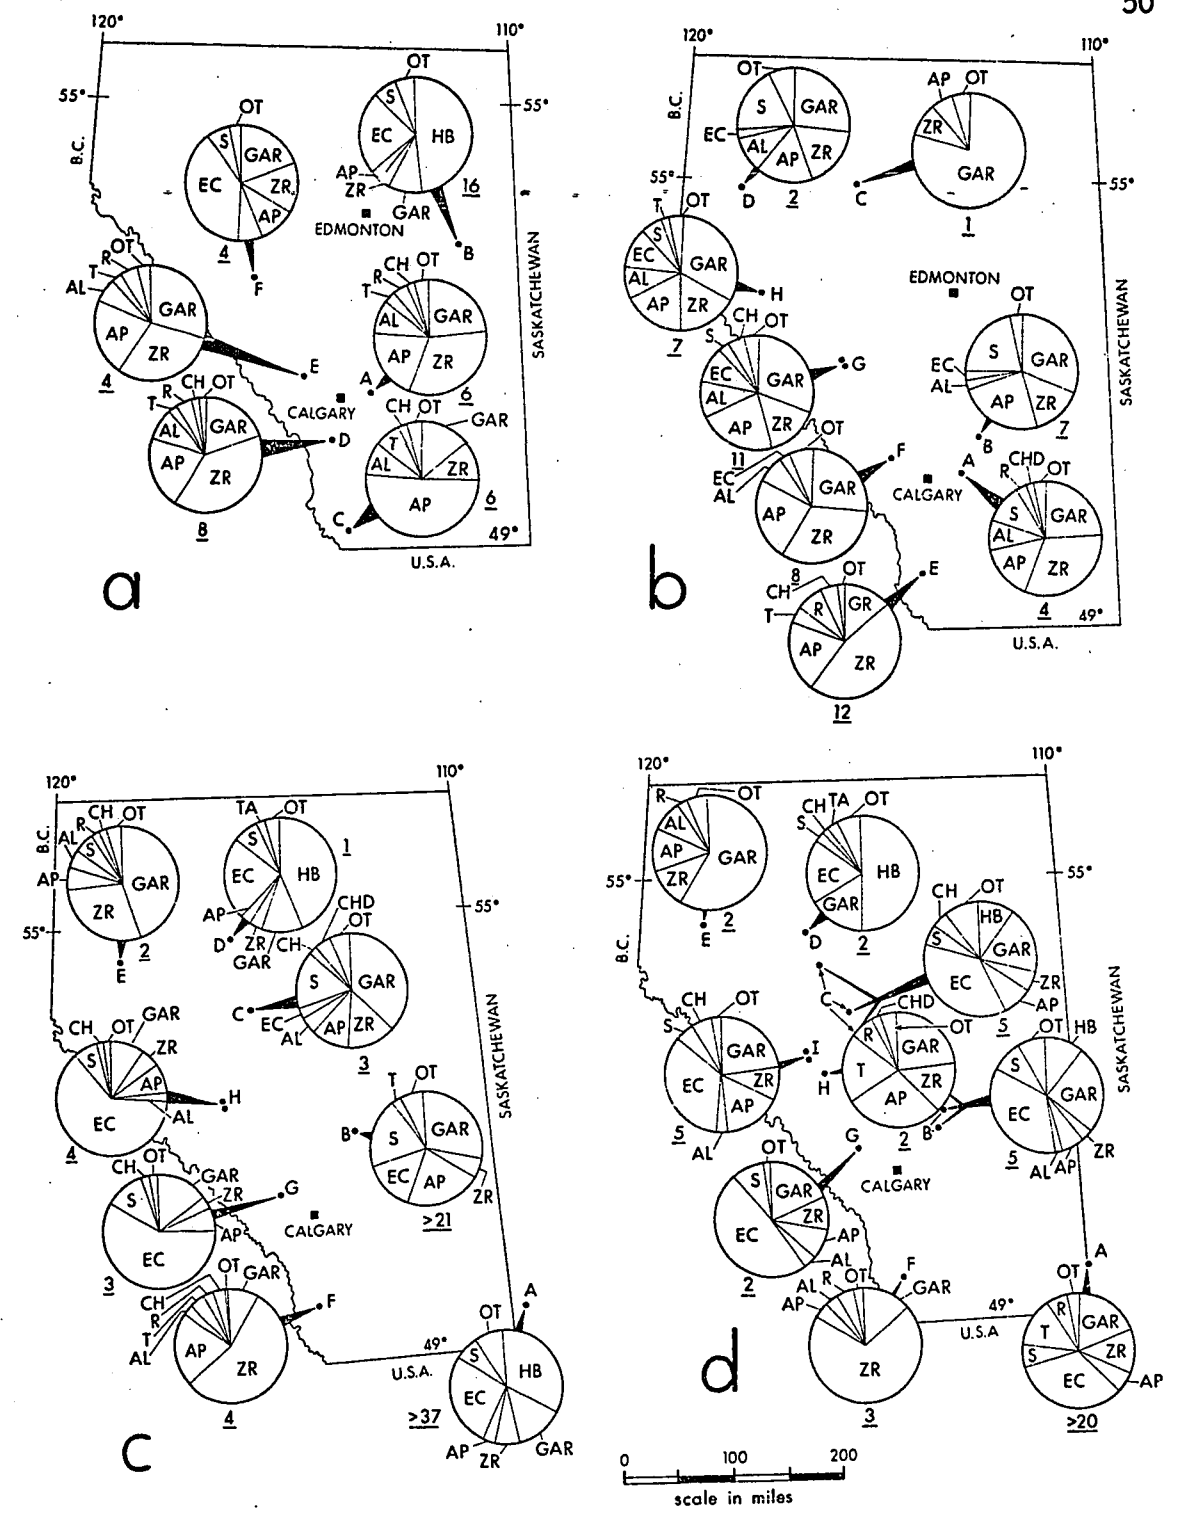 50
120°
110°
OT
55°
55°
S
OT
B.C.
EC
HB
S
GAR
AP
ZR
16
EC
ZR
AP
GAR
EDMONTON
4
B
F
SASKATCHEWAN
OT
R
T
AL
GAR
AP
ZR
4
E
CH OT
R
T
GAR
AL
AP
ZR
A
6
CALGARY
CH OT
R
T
GAR
AL
AP
ZR
D
8
CH OT
GAR
T
AL
ZR
AP
6
C
49°
U.S.A.
a
120°
110°
B.C.
OT
S
GAR
EC
AL
AP
ZR
D
2
AP
OT
ZR
GAR
C
1
55°
55°
T
OT
S
EC
GAR
AL
AP
ZR
H
7
EDMONTON
SASKATCHEWAN
CH
OT
S
EC
GAR
AL
AP
ZR
G
11
OT
S
GAR
EC
AL
AP
ZR
B
7
OT
EC
AL
GAR
AP
ZR
F
8
CALGARY
A
CHD
R
OT
S
GAR
AL
AP
ZR
4
OT
CH
GR
R
T
AP
ZR
E
12
49°
U.S.A.
b
120°
110°
B.C.
CH OT
R
AL
S
AP
GAR
ZR
E
2
TA OT
1
S
EC
HB
AP
D
ZR
GAR
55°
55°
CHD
OT
CH
S
GAR
C
EC
AL
AP
ZR
3
SASKATCHEWAN
CH OT
GAR
S
ZR
AP
AL
EC
H
4
T
OT
B
S
GAR
EC
AP
ZR
>21
OT
CH
GAR
S
ZR
AP
EC
G
3
CALGARY
OT
GAR
CH
R
T
AL
AP
ZR
F
4
A
OT
S
HB
EC
AP
ZR
GAR
>37
49°
U.S.A.
c
120°
110°
R
OT
AL
AP
GAR
ZR
E
2
CH
TA
OT
S
EC
HB
GAR
D
2
55°
55°
B.C.
CH
OT
HB
S
GAR
EC
ZR
AP
5
C
SASKATCHEWAN
CH
OT
S
GAR
EC
ZR
AP
AL
I
5
CHD
OT
R
GAR
T
ZR
AP
H
2
OT
HB
S
GAR
EC
ZR
AL
AP
B
5
G
OT
S
GAR
ZR
AP
EC
AL
2
CALGARY
F
OT
R
AL
AP
GAR
ZR
3
49°
U.S.A
A
OT
R
GAR
T
S
ZR
EC
AP
>20
d
0
100
200
scale in miles